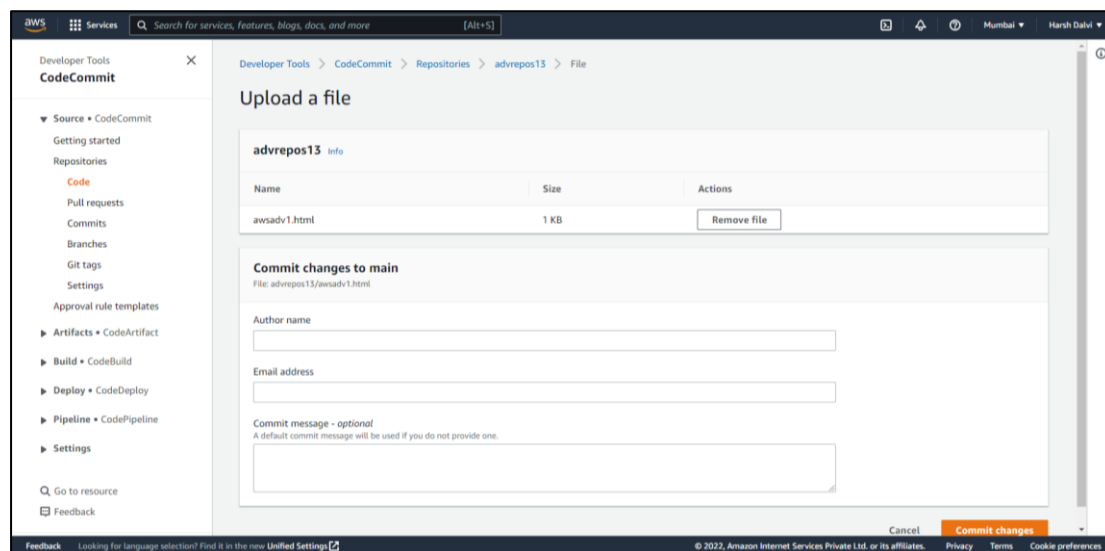 aws Services Search for services, features, blogs, docs, and more [Alt+S] Mumbai Harsh Dalvi
Developer Tools
CodeCommit
Source • CodeCommit
Getting started
Repositories
Code
Pull requests
Commits
Branches
Git tags
Settings
Approval rule templates
Artifacts • CodeArtifact
Build • CodeBuild
Deploy • CodeDeploy
Pipeline • CodePipeline
Settings
Go to resource
Feedback
Developer Tools > CodeCommit > Repositories > advrepos13 > File
Upload a file
advrepos13 Info
Name Size Actions
awsadv1.html 1 KB Remove file
Commit changes to main
File: advrepos13/awsadv1.html
Author name
Email address
Commit message - optional
A default commit message will be used if you do not provide one.
Cancel Commit changes
Feedback Looking for language selection? Find it in the new Unified Settings © 2022, Amazon Internet Services Private Ltd. or its affiliates. Privacy Terms Cookie preferences